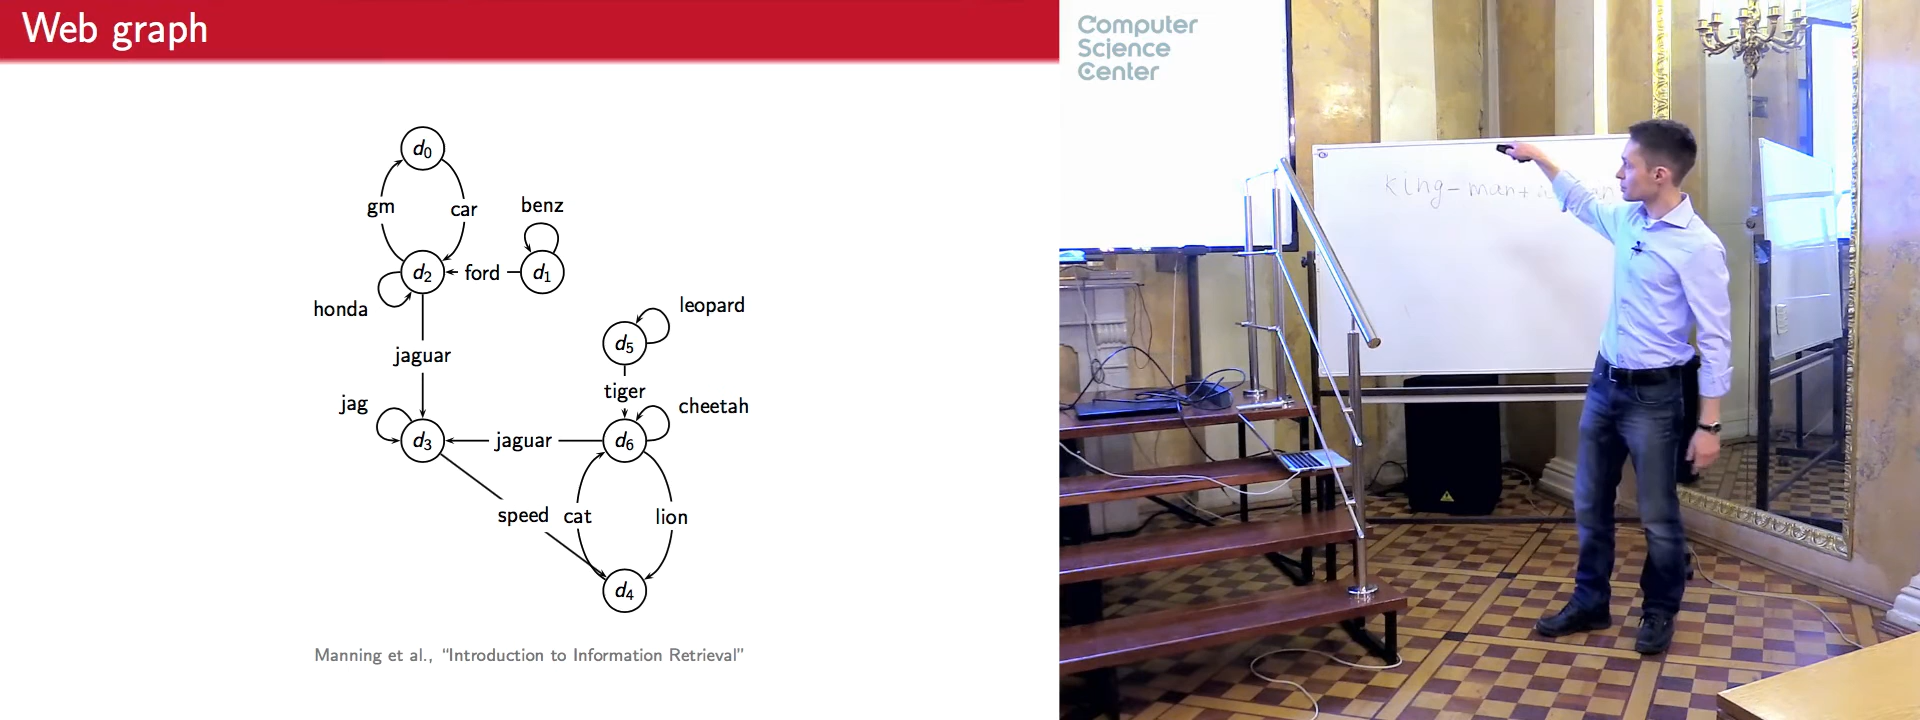 Web graph
d0
gm
car
benz
d2
ford
d1
honda
leopard
d5
jaguar
tiger
jag
cheetah
d3
jaguar
d6
speed
cat
lion
d4
Manning et al., “Introduction to Information Retrieval”
Computer
Science
Center
king - man +